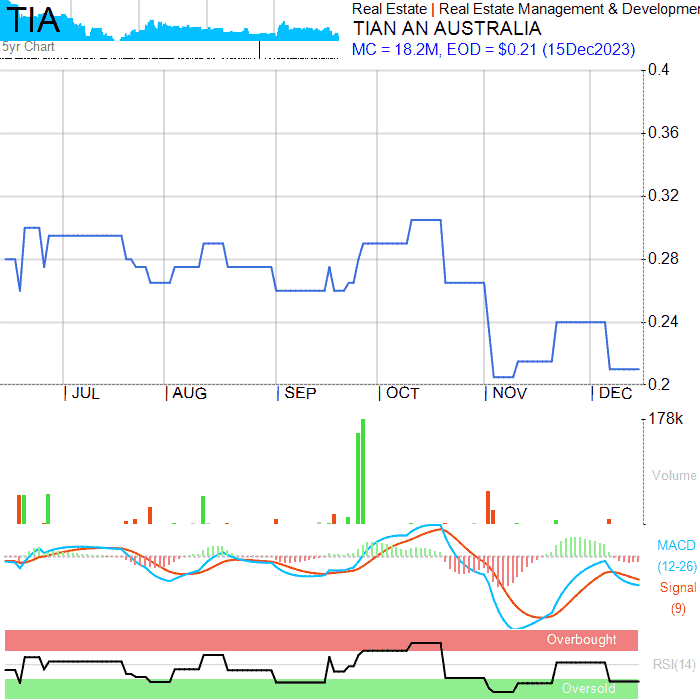 TIA
5yr Chart
Real Estate | Real Estate Management & Developmen
TIAN AN AUSTRALIA
MC = 18.2M, EOD = $0.21 (15Dec2023)
0.4
0.36
0.32
0.28
0.24
0.2
| JUL | AUG | SEP | OCT | NOV | DEC
178k
Volume
MACD
(12-26)
Signal
(9)
Overbought
RSI(14)
Oversold